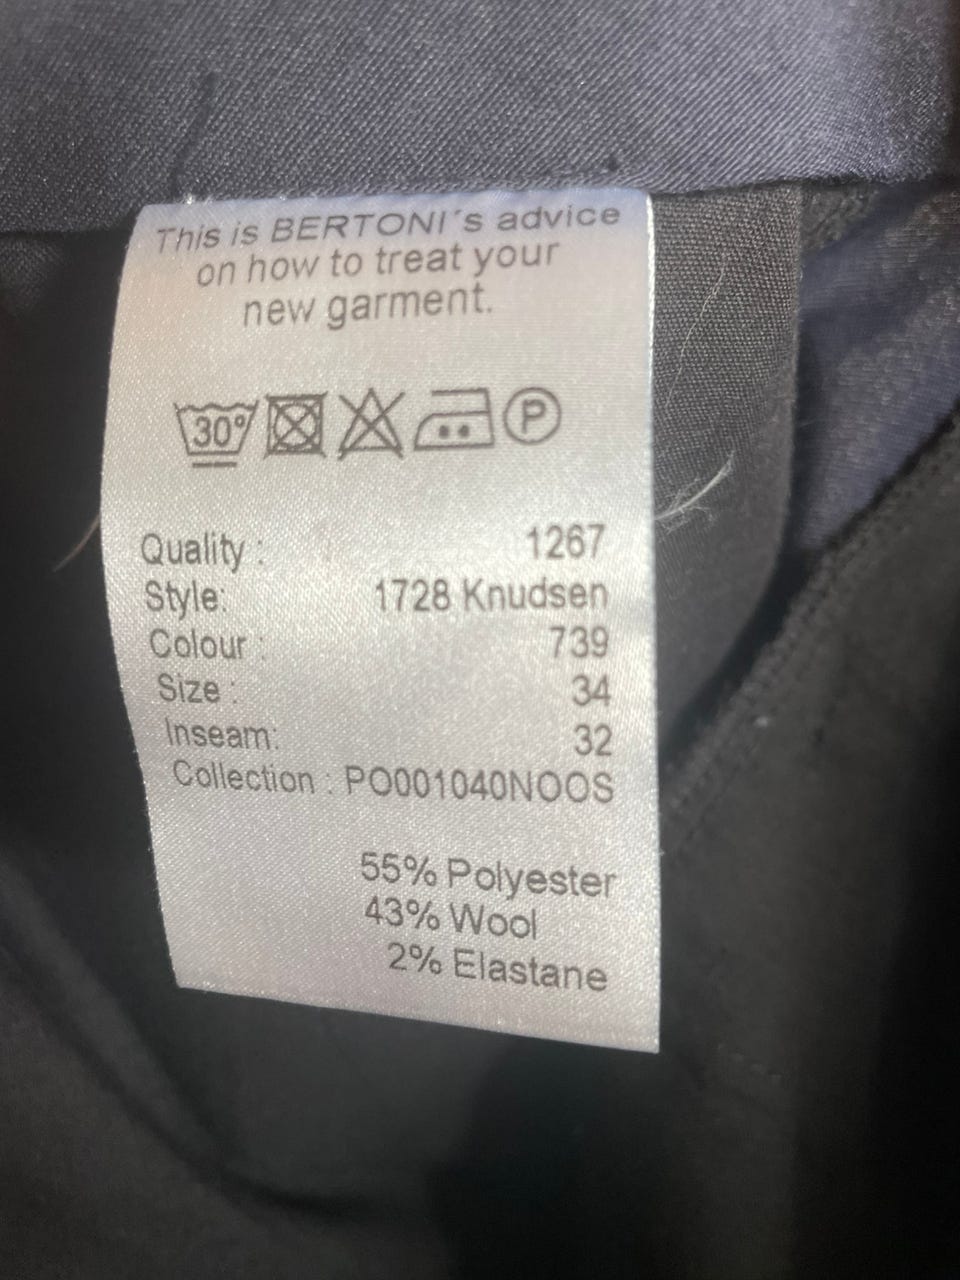 This is BERTONI´s advice
on how to treat your
new garment.
30° P
Quality : 1267
Style: 1728 Knudsen
Colour : 739
Size : 34
Inseam: 32
Collection : PO001040NOOS
55% Polyester
43% Wool
2% Elastane